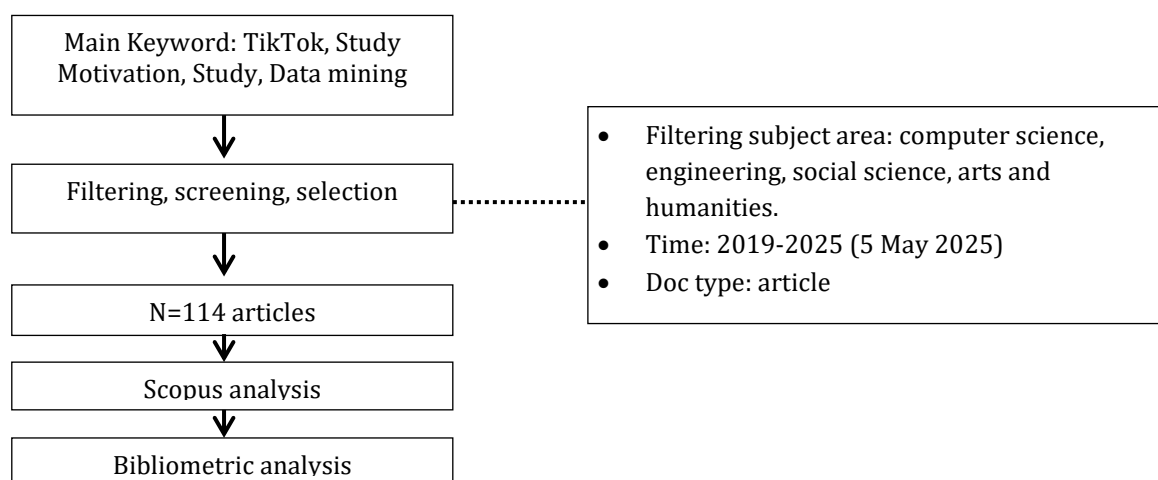 Main Keyword: TikTok, Study
Motivation, Study, Data mining
Filtering, screening, selection
• Filtering subject area: computer science,
engineering, social science, arts and
humanities.
• Time: 2019-2025 (5 May 2025)
• Doc type: article
N=114 articles
Scopus analysis
Bibliometric analysis